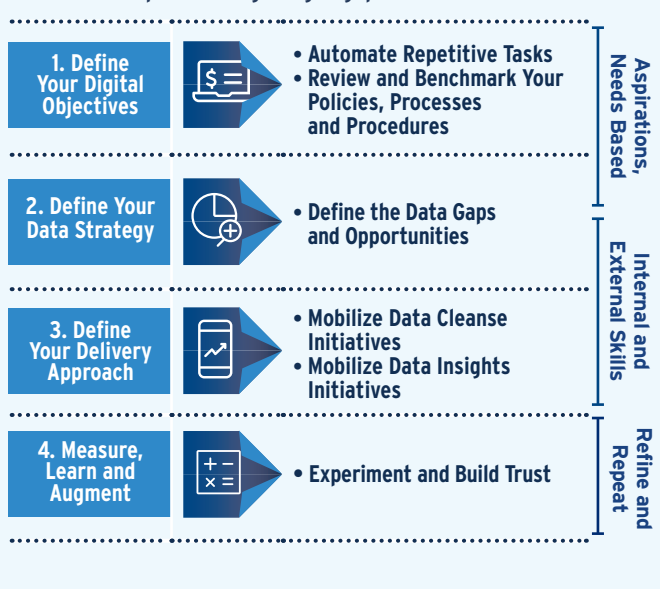 1. Define
Your Digital
Objectives
$
• Automate Repetitive Tasks
• Review and Benchmark Your
Policies, Processes
and Procedures
Aspirations,
Needs Based
2. Define Your
Data Strategy
• Define the Data Gaps
and Opportunities
Internal and
External Skills
3. Define
Your Delivery
Approach
• Mobilize Data Cleanse
Initiatives
• Mobilize Data Insights
Initiatives
4. Measure,
Learn and
Augment
+ −
× =
• Experiment and Build Trust
Refine and
Repeat